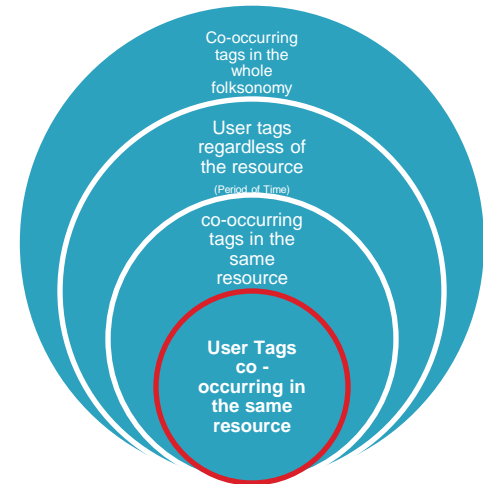 Co-occurring
tags in the
whole
folksonomy
User tags
regardless of
the resource
(Period of Time)
co-occurring
tags in the
same
resource
User Tags
co -
occurring in
the same
resource